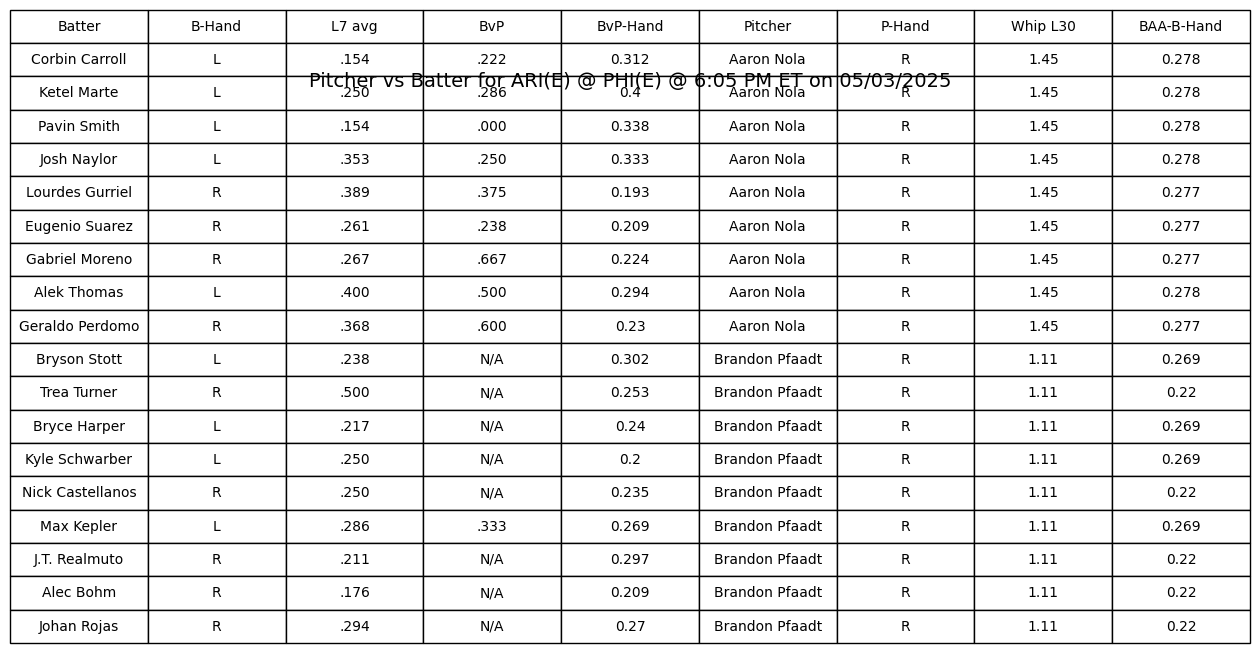 Batter B-Hand L7 avg BvP BvP-Hand Pitcher P-Hand Whip L30 BAA-B-Hand
Corbin Carroll L .154 .222 0.312 Aaron Nola R 1.45 0.278
Pitcher vs Batter for ARI(E) @ PHI(E) @ 6:05 PM ET on 05/03/2025
Ketel Marte L .250 .286 0.4 Aaron Nola R 1.45 0.278
Pavin Smith L .154 .000 0.338 Aaron Nola R 1.45 0.278
Josh Naylor L .353 .250 0.333 Aaron Nola R 1.45 0.278
Lourdes Gurriel R .389 .375 0.193 Aaron Nola R 1.45 0.277
Eugenio Suarez R .261 .238 0.209 Aaron Nola R 1.45 0.277
Gabriel Moreno R .267 .667 0.224 Aaron Nola R 1.45 0.277
Alek Thomas L .400 .500 0.294 Aaron Nola R 1.45 0.278
Geraldo Perdomo R .368 .600 0.23 Aaron Nola R 1.45 0.277
Bryson Stott L .238 N/A 0.302 Brandon Pfaadt R 1.11 0.269
Trea Turner R .500 N/A 0.253 Brandon Pfaadt R 1.11 0.22
Bryce Harper L .217 N/A 0.24 Brandon Pfaadt R 1.11 0.269
Kyle Schwarber L .250 N/A 0.2 Brandon Pfaadt R 1.11 0.269
Nick Castellanos R .250 N/A 0.235 Brandon Pfaadt R 1.11 0.22
Max Kepler L .286 .333 0.269 Brandon Pfaadt R 1.11 0.269
J.T. Realmuto R .211 N/A 0.297 Brandon Pfaadt R 1.11 0.22
Alec Bohm R .176 N/A 0.209 Brandon Pfaadt R 1.11 0.22
Johan Rojas R .294 N/A 0.27 Brandon Pfaadt R 1.11 0.22